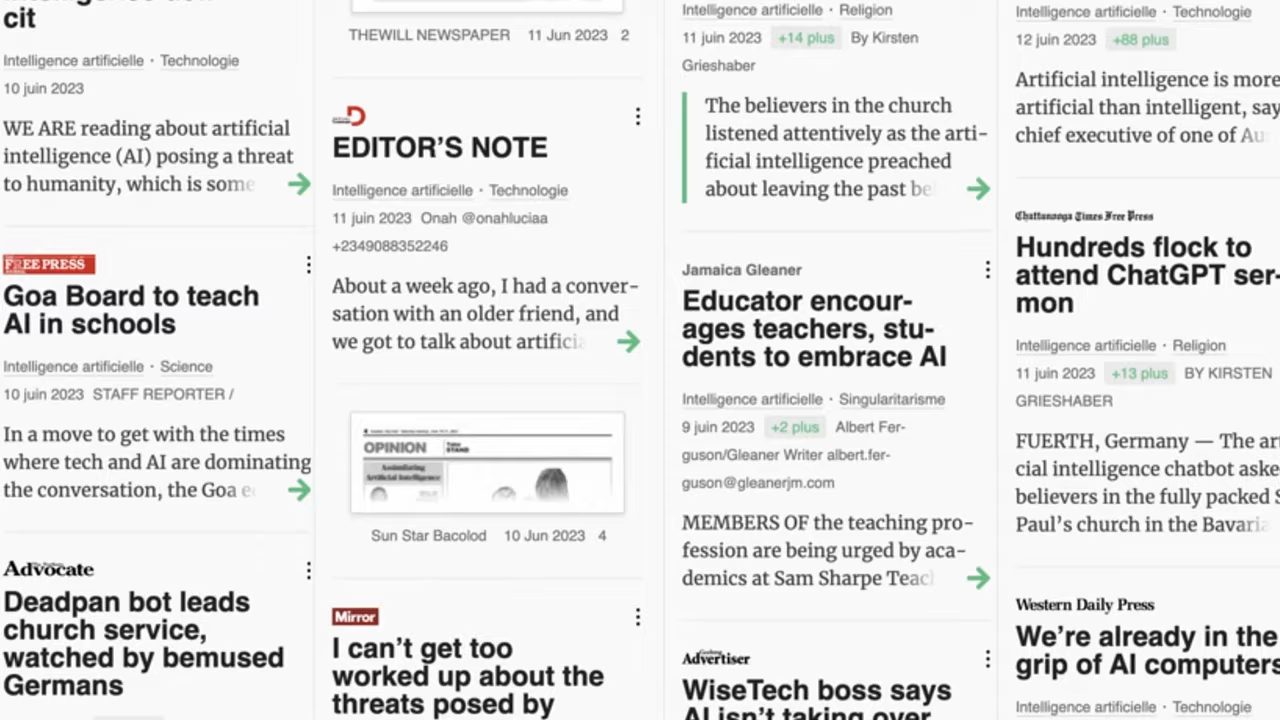 cit
Intelligence artificielle · Technologie
10 juin 2023
WE ARE reading about artificial
intelligence (AI) posing a threat
to humanity, which is some
FREE PRESS
Goa Board to teach
AI in schools
Intelligence artificielle · Science
10 juin 2023 STAFF REPORTER /
In a move to get with the times
where tech and AI are dominating
the conversation, the Goa
Advocate
Deadpan bot leads
church service,
watched by bemused
Germans
THEWILL NEWSPAPER 11 Jun 2023 2
EDITOR’S NOTE
Intelligence artificielle · Technologie
11 juin 2023 Onah @onahluciaa
+2349088352246
About a week ago, I had a conver-
sation with an older friend, and
we got to talk about artificia
OPINION
Assimilating
Artificial Intelligence
Sun Star Bacolod 10 Jun 2023 4
Mirror
I can’t get too
worked up about the
threats posed by
Intelligence artificielle · Religion
11 juin 2023 +14 plus By Kirsten
Grieshaber
The believers in the church
listened attentively as the arti-
ficial intelligence preached
about leaving the past be
Jamaica Gleaner
Educator encour-
ages teachers, stu-
dents to embrace AI
Intelligence artificielle · Singularitarisme
9 juin 2023 +2 plus Albert Fer-
guson/Gleaner Writer albert.fer-
guson@gleanerjm.com
MEMBERS OF the teaching pro-
fession are being urged by aca-
demics at Sam Sharpe Teac
Advertiser
WiseTech boss says
AI isn’t taking over
Intelligence artificielle · Technologie
12 juin 2023 +88 plus
Artificial intelligence is more
artificial than intelligent, say
chief executive of one of Au
Chattanooga Times Free Press
Hundreds flock to
attend ChatGPT ser-
mon
Intelligence artificielle · Religion
11 juin 2023 +13 plus BY KIRSTEN
GRIESHABER
FUERTH, Germany — The ar
cial intelligence chatbot aske
believers in the fully packed S
Paul’s church in the Bavaria
Western Daily Press
We’re already in the
grip of AI computers
Intelligence artificielle · Technologie